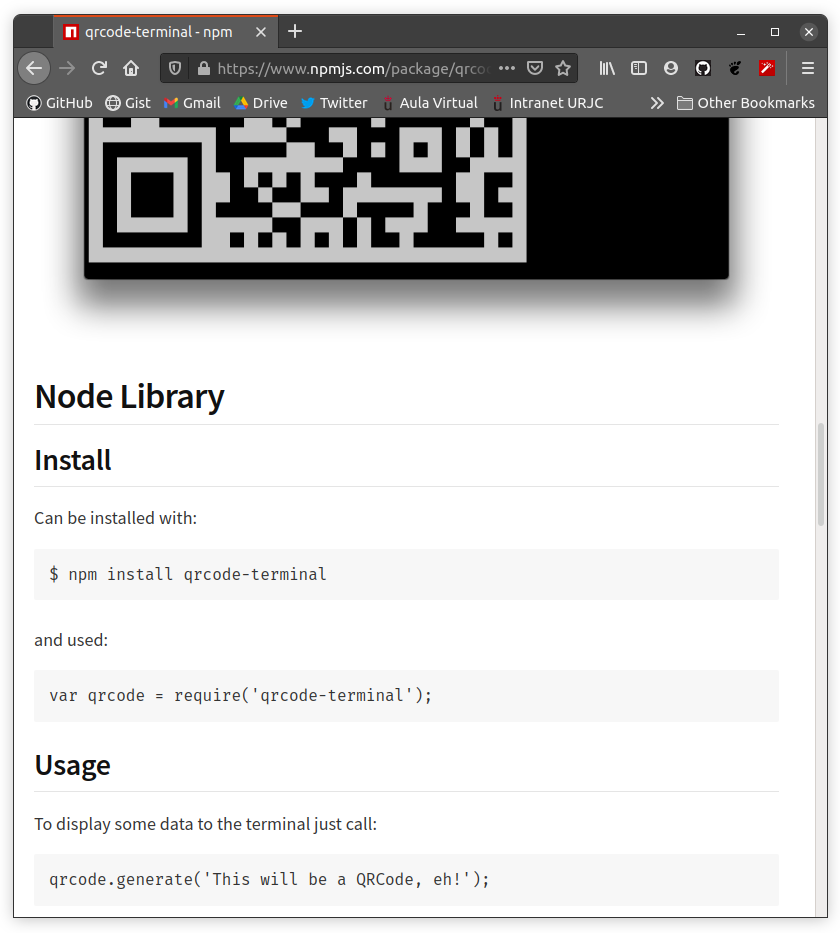 qrcode-terminal - npm
https://www.npmjs.com/package/qrco
GitHub Gist Gmail Drive Twitter Aula Virtual Intranet URJC Other Bookmarks
Node Library
Install
Can be installed with:
$ npm install qrcode-terminal
and used:
var qrcode = require('qrcode-terminal');
Usage
To display some data to the terminal just call:
qrcode.generate('This will be a QRCode, eh!');